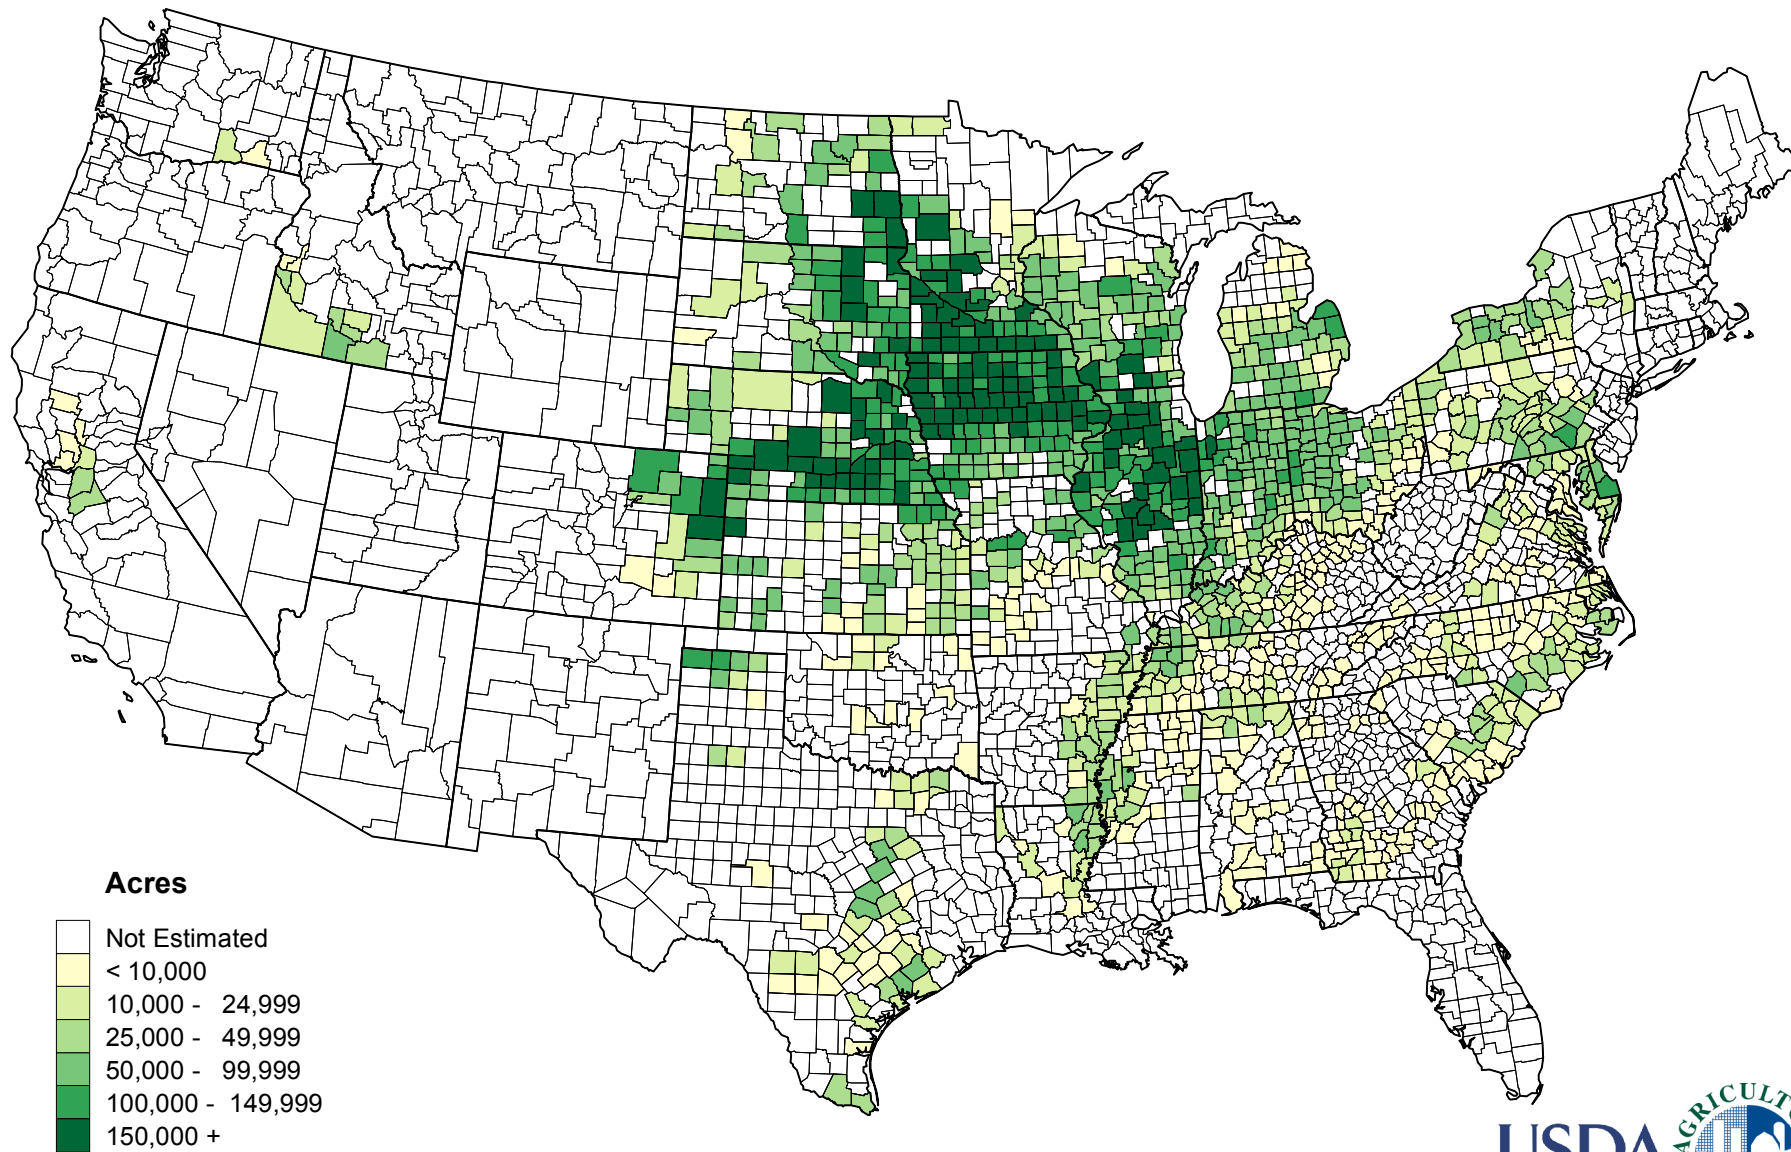 Acres
Not Estimated
< 10,000
10,000 - 24,999
25,000 - 49,999
50,000 - 99,999
100,000 - 149,999
150,000 +
USDA